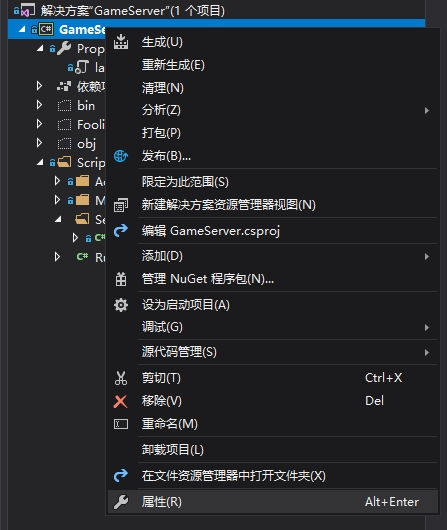 解决方案"GameServer"(1 个项目)
GameSe
Prop
la
依赖项
bin
Fooli
obj
Script
Ac
M
Se
C#
C# Ru
生成(U)
重新生成(E)
清理(N)
分析(Z)
打包(P)
发布(B)...
限定为此范围(S)
新建解决方案资源管理器视图(N)
编辑 GameServer.csproj
添加(D)
管理 NuGet 程序包(N)...
设为启动项目(A)
调试(G)
源代码管理(S)
剪切(T) Ctrl+X
移除(V) Del
重命名(M)
卸载项目(L)
在文件资源管理器中打开文件夹(X)
属性(R) Alt+Enter